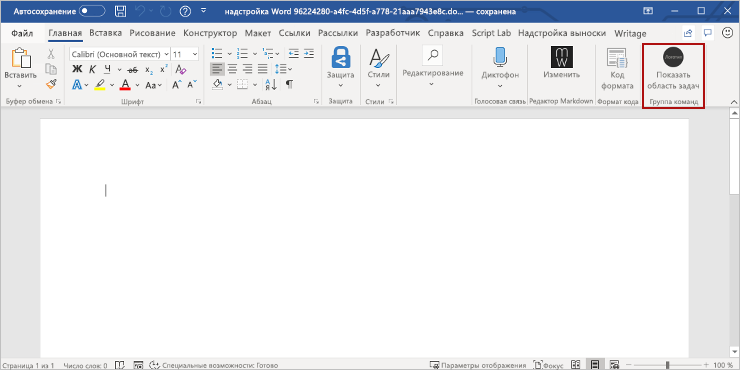 Автосохранение
надстройка Word 96224280-a4fc-4d5f-a778-21aaa7943e8c.do... — сохранена
Файл Главная Вставка Рисование Конструктор Макет Ссылки Рассылки Разработчик Справка Script Lab Надстройка выноски Writage
Calibri (Основной текст) 11
Вставить
Ж К Ч ab x₂ x²
A A Aa A A
Защита Стили Редактирование Диктофон Изменить Код формата Показать область задач
Буфер обмена Шрифт Абзац Защита Стили Голосовая связь Редактор Markdown Формат кода Группа команд
Страница 1 из 1 Число слов: 0 Специальные возможности: Готово Параметры отображения Фокус 100 %